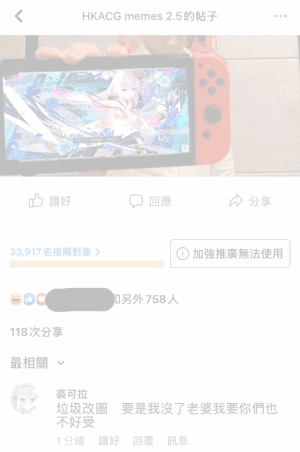 HKACG memes 2.5的帖子
讚好
回應
分享
33,917 名接觸對象
加強推廣無法使用
和另外 758 人
118次分享
最相關
裘可拉
垃圾改圖　要是我沒了老婆我要你們也
不好受
1 分鐘
讚好
回覆
訊息